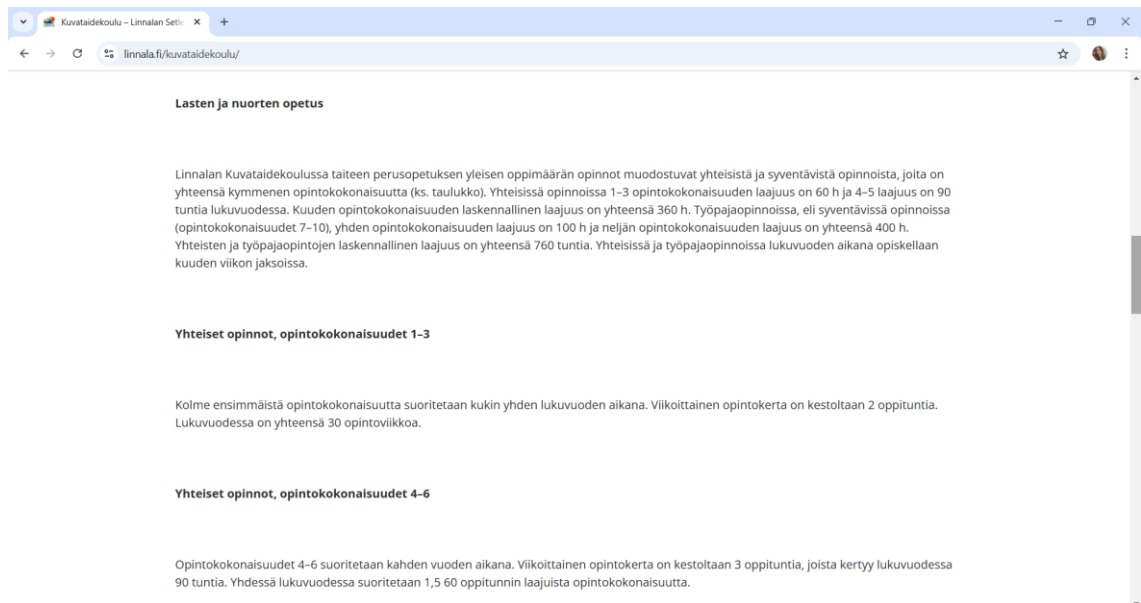 Kuvataidekoulu – Linnalan Setle
linnala.fi/kuvataidekoulu/
Lasten ja nuorten opetus
Linnalan Kuvataidekoulussa taiteen perusopetuksen yleisen oppimäärän opinnot muodostuvat yhteisistä ja syventävistä opinnoista, joita on
yhteensä kymmenen opintokokonaisuutta (ks. taulukko). Yhteisissä opinnoissa 1–3 opintokokonaisuuden laajuus on 60 h ja 4–5 laajuus on 90
tuntia lukuvuodessa. Kuuden opintokokonaisuuden laskennallinen laajuus on yhteensä 360 h. Työpajaopinnoissa, eli syventävissä opinnoissa
(opintokokonaisuudet 7–10), yhden opintokokonaisuuden laajuus on 100 h ja neljän opintokokonaisuuden laajuus on yhteensä 400 h.
Yhteisten ja työpajaopintojen laskennallinen laajuus on yhteensä 760 tuntia. Yhteisissä ja työpajaopinnoissa lukuvuoden aikana opiskellaan
kuuden viikon jaksoissa.
Yhteiset opinnot, opintokokonaisuudet 1–3
Kolme ensimmäistä opintokokonaisuutta suoritetaan kukin yhden lukuvuoden aikana. Viikoittainen opintokerta on kestoltaan 2 oppituntia.
Lukuvuodessa on yhteensä 30 opintoviikkoa.
Yhteiset opinnot, opintokokonaisuudet 4–6
Opintokokonaisuudet 4–6 suoritetaan kahden vuoden aikana. Viikoittainen opintokerta on kestoltaan 3 oppituntia, joista kertyy lukuvuodessa
90 tuntia. Yhdessä lukuvuodessa suoritetaan 1,5 60 oppitunnin laajuista opintokokonaisuutta.